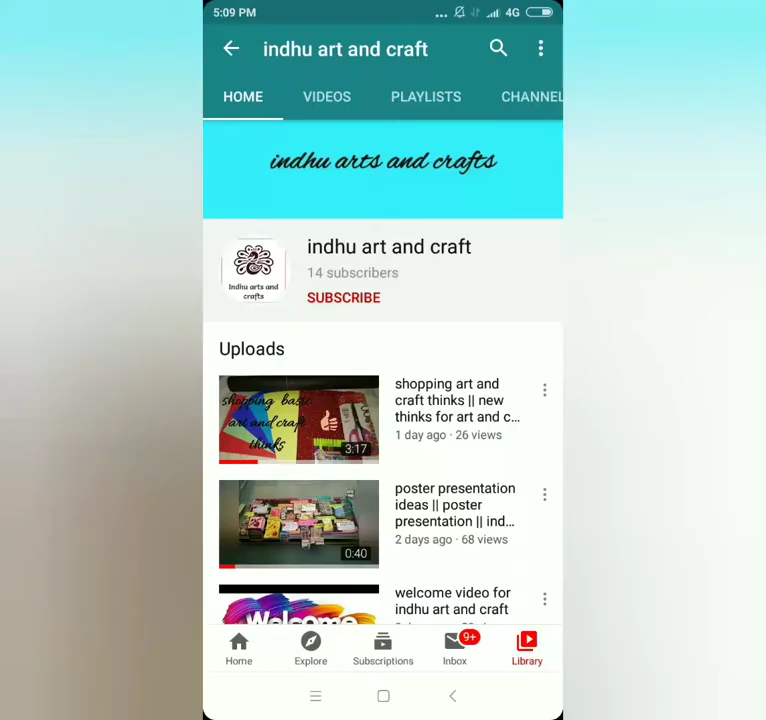 5:09 PM
4G
indhu art and craft
HOME VIDEOS PLAYLISTS CHANNEL
indhu arts and crafts
indhu art and craft
14 subscribers
Indhu arts and
crafts
SUBSCRIBE
Uploads
shopping basic
art and craft
thinks
3:17
shopping art and
craft thinks || new
thinks for art and c...
1 day ago · 26 views
0:40
poster presentation
ideas || poster
presentation || ind...
2 days ago · 68 views
Welcome
welcome video for
indhu art and craft
9+
Home Explore Subscriptions Inbox Library